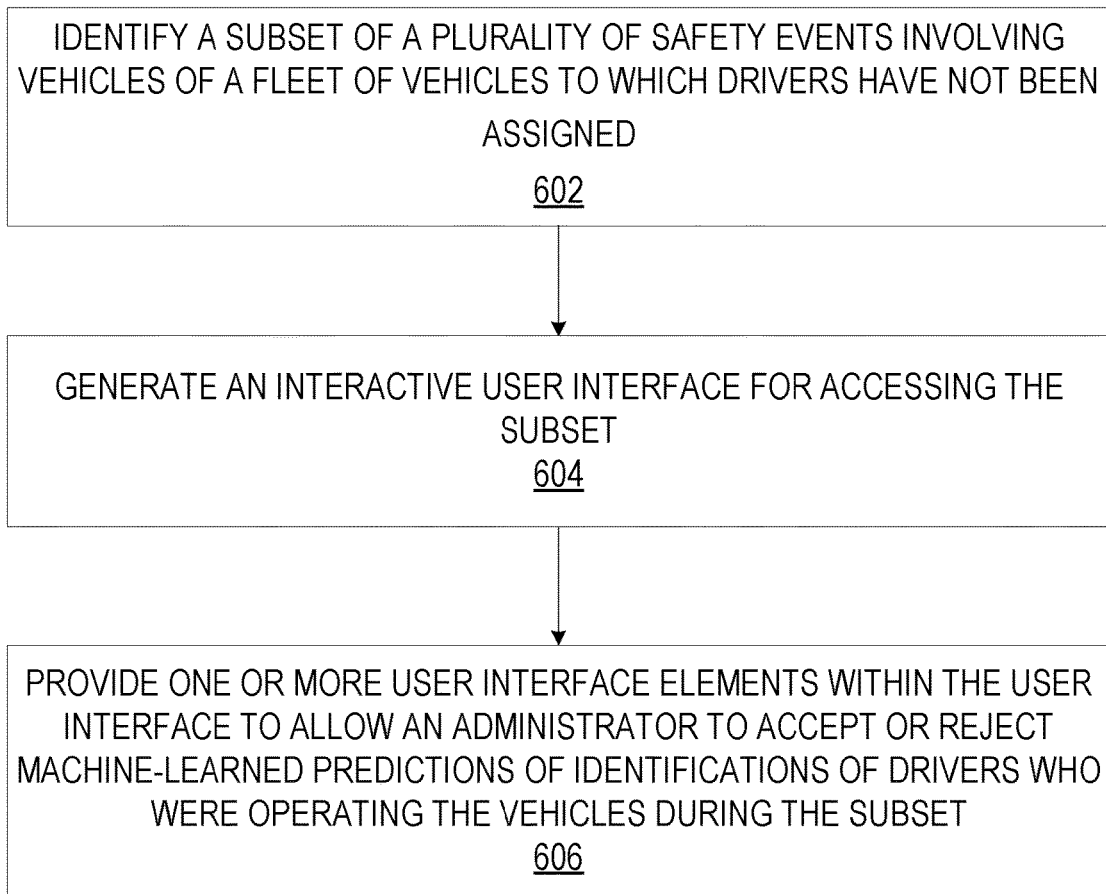 IDENTIFY A SUBSET OF A PLURALITY OF SAFETY EVENTS INVOLVING
VEHICLES OF A FLEET OF VEHICLES TO WHICH DRIVERS HAVE NOT BEEN
ASSIGNED
602
GENERATE AN INTERACTIVE USER INTERFACE FOR ACCESSING THE
SUBSET
604
PROVIDE ONE OR MORE USER INTERFACE ELEMENTS WITHIN THE USER
INTERFACE TO ALLOW AN ADMINISTRATOR TO ACCEPT OR REJECT
MACHINE-LEARNED PREDICTIONS OF IDENTIFICATIONS OF DRIVERS WHO
WERE OPERATING THE VEHICLES DURING THE SUBSET
606